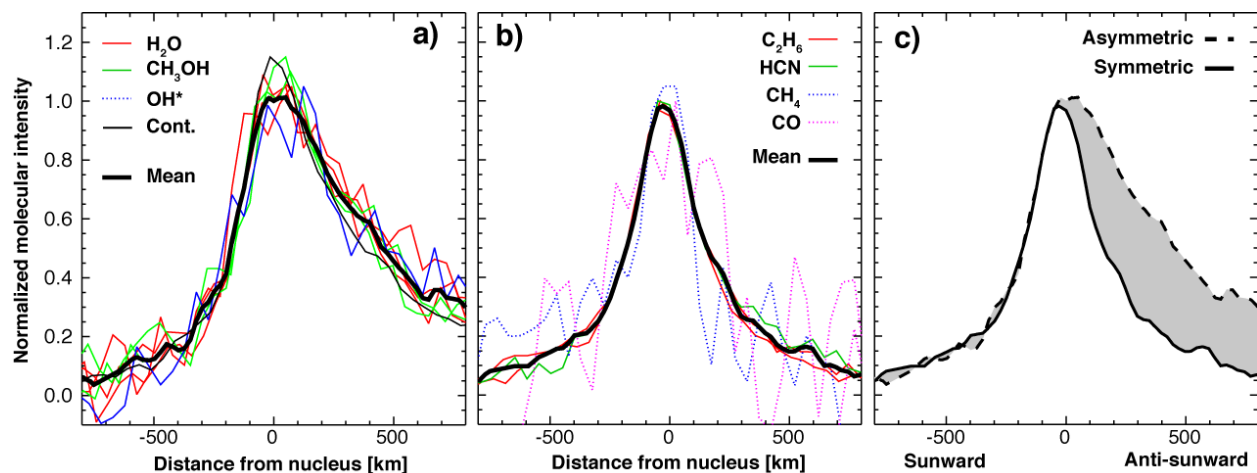 Normalized molecular intensity
1.2
1.0
0.8
0.6
0.4
0.2
0.0
a)
H₂O
CH₃OH
OH*
Cont.
Mean
-500 0 500
Distance from nucleus [km]
b)
C₂H₆
HCN
CH₄
CO
Mean
-500 0 500
Distance from nucleus [km]
c)
Asymmetric
Symmetric
-500 0 500
Sunward Anti-sunward